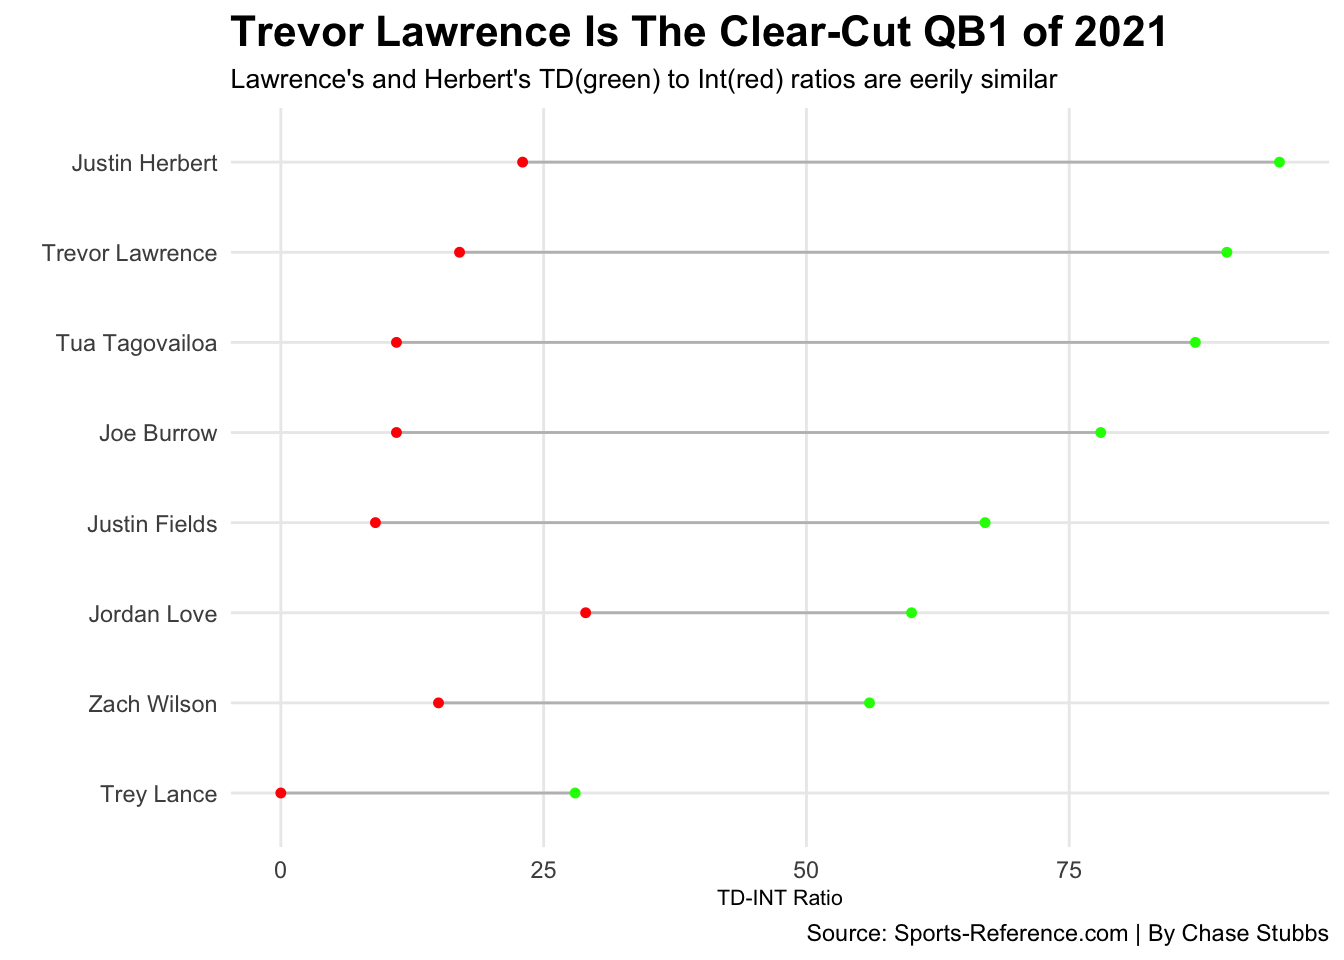 Trevor Lawrence Is The Clear-Cut QB1 of 2021
Lawrence's and Herbert's TD(green) to Int(red) ratios are eerily similar
Justin Herbert
Trevor Lawrence
Tua Tagovailoa
Joe Burrow
Justin Fields
Jordan Love
Zach Wilson
Trey Lance
0 25 50 75
TD-INT Ratio
Source: Sports-Reference.com | By Chase Stubbs